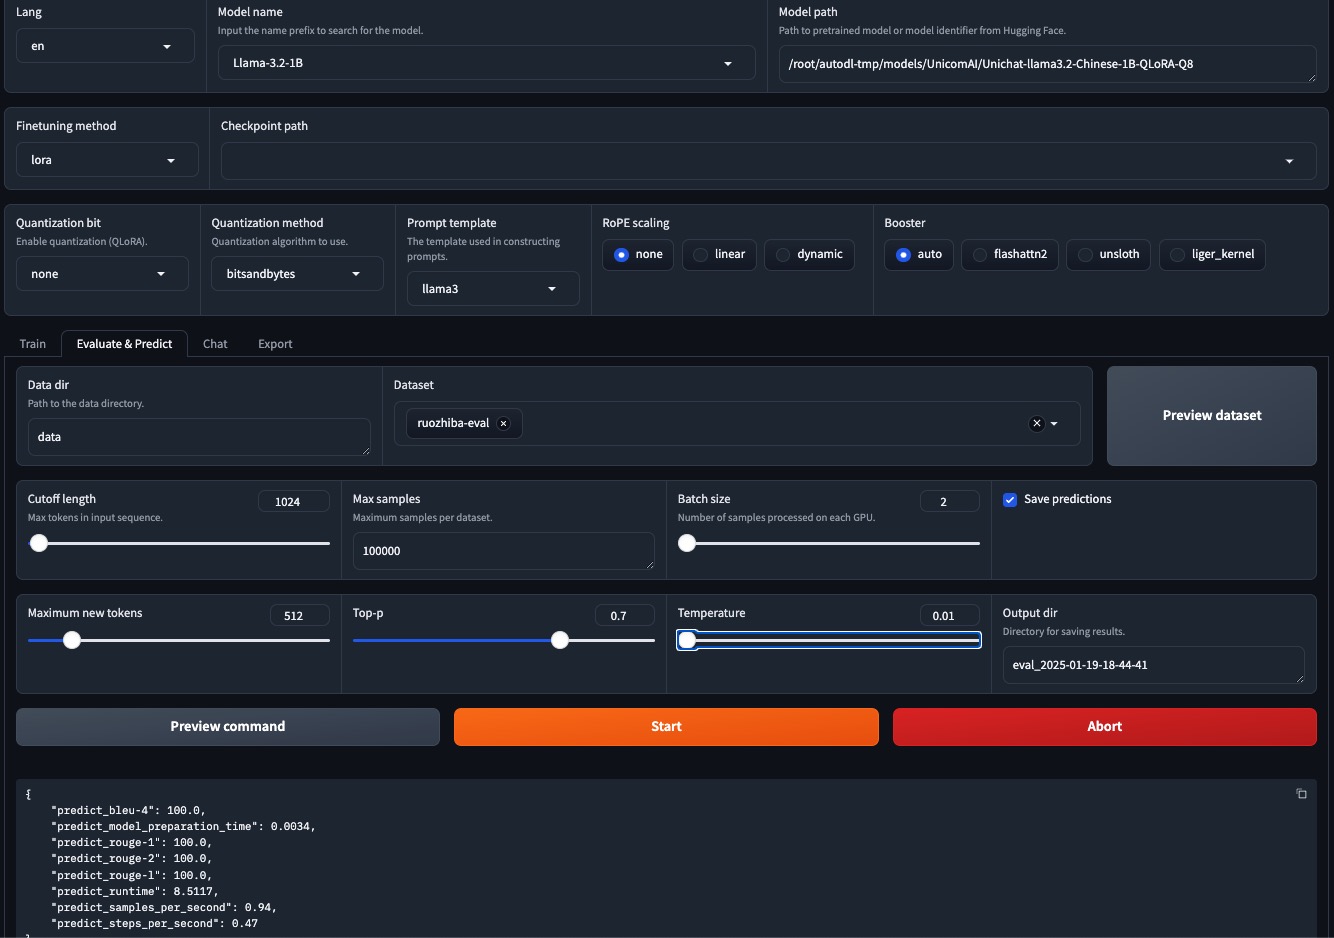 Lang
en
Model name
Input the name prefix to search for the model.
Llama-3.2-1B
Model path
Path to pretrained model or model identifier from Hugging Face.
/root/autodl-tmp/models/UnicomAI/Unichat-llama3.2-Chinese-1B-QLoRA-Q8
Finetuning method
lora
Checkpoint path
Quantization bit
Enable quantization (QLoRA).
none
Quantization method
Quantization algorithm to use.
bitsandbytes
Prompt template
The template used in constructing
prompts.
llama3
RoPE scaling
none linear dynamic
Booster
auto flashattn2 unsloth liger_kernel
Train Evaluate & Predict Chat Export
Data dir
Path to the data directory.
data
Dataset
ruozhiba-eval
Preview dataset
Cutoff length 1024
Max tokens in input sequence.
Max samples
Maximum samples per dataset.
100000
Batch size 2
Number of samples processed on each GPU.
Save predictions
Maximum new tokens 512
Top-p 0.7
Temperature 0.01
Output dir
Directory for saving results.
eval_2025-01-19-18-44-41
Preview command Start Abort
{
"predict_bleu-4": 100.0,
"predict_model_preparation_time": 0.0034,
"predict_rouge-1": 100.0,
"predict_rouge-2": 100.0,
"predict_rouge-l": 100.0,
"predict_runtime": 8.5117,
"predict_samples_per_second": 0.94,
"predict_steps_per_second": 0.47